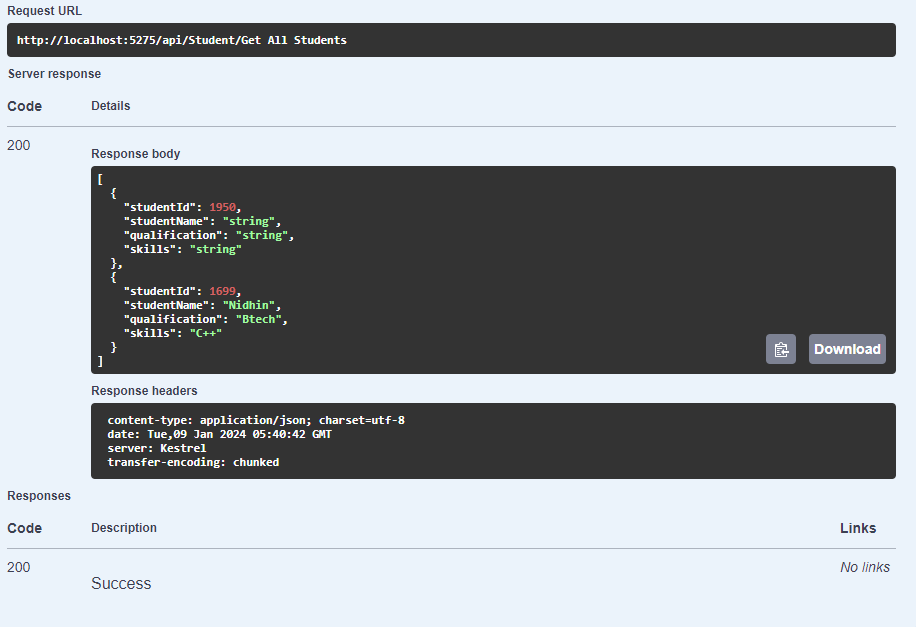 Request URL
http://localhost:5275/api/Student/Get All Students
Server response
Code Details
200
Response body
[
  {
    "studentId": 1950,
    "studentName": "string",
    "qualification": "string",
    "skills": "string"
  },
  {
    "studentId": 1699,
    "studentName": "Nidhin",
    "qualification": "Btech",
    "skills": "C++"
  }
]
Download
Response headers
content-type: application/json; charset=utf-8
date: Tue,09 Jan 2024 05:40:42 GMT
server: Kestrel
transfer-encoding: chunked
Responses
Code Description Links
200 No links
Success